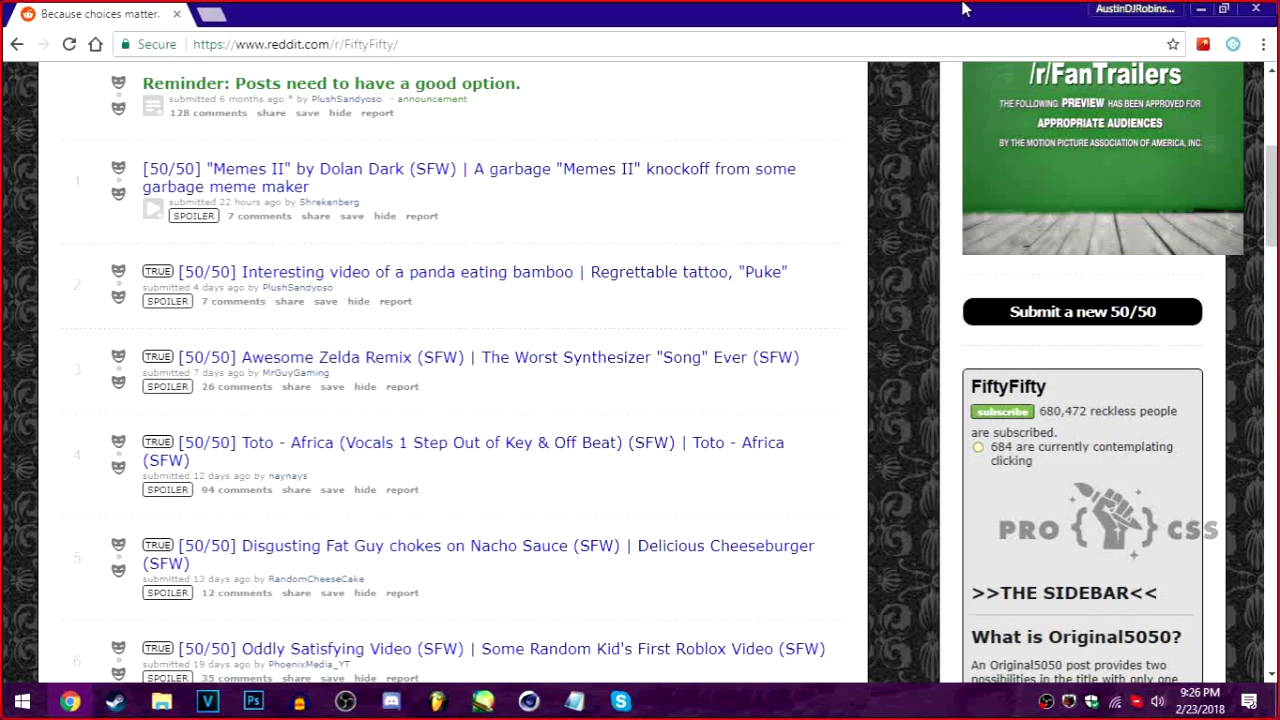 Because choices matter.
AustinDJRobins...
Secure
https://www.reddit.com/r/FiftyFifty/
Reminder: Posts need to have a good option.
submitted 6 months ago * by PlushSandyoso - announcement
128 comments share save hide report
1
[50/50] "Memes II" by Dolan Dark (SFW) | A garbage "Memes II" knockoff from some
garbage meme maker
submitted 22 hours ago by Shrekenberg
SPOILER 7 comments share save hide report
2
TRUE [50/50] Interesting video of a panda eating bamboo | Regrettable tattoo, "Puke"
submitted 4 days ago by PlushSandyoso
SPOILER 7 comments share save hide report
3
TRUE [50/50] Awesome Zelda Remix (SFW) | The Worst Synthesizer "Song" Ever (SFW)
submitted 7 days ago by MrGuyGaming
SPOILER 26 comments share save hide report
4
TRUE [50/50] Toto - Africa (Vocals 1 Step Out of Key & Off Beat) (SFW) | Toto - Africa
(SFW)
submitted 12 days ago by naynays
SPOILER 94 comments share save hide report
5
TRUE [50/50] Disgusting Fat Guy chokes on Nacho Sauce (SFW) | Delicious Cheeseburger
(SFW)
submitted 13 days ago by RandomCheeseCake
SPOILER 12 comments share save hide report
6
TRUE [50/50] Oddly Satisfying Video (SFW) | Some Random Kid's First Roblox Video (SFW)
submitted 19 days ago by PhoenixMedia_YT
SPOILER 35 comments share save hide report
/r/FanTrailers
THE FOLLOWING PREVIEW HAS BEEN APPROVED FOR
APPROPRIATE AUDIENCES
BY THE MOTION PICTURE ASSOCIATION OF AMERICA, INC.
Submit a new 50/50
FiftyFifty
subscribe 680,472 reckless people
are subscribed.
684 are currently contemplating
clicking
PRO { } CSS
>>THE SIDEBAR<<
What is Original5050?
An Original5050 post provides two
possibilities in the title with only one
V
Ps
9:26 PM
2/23/2018